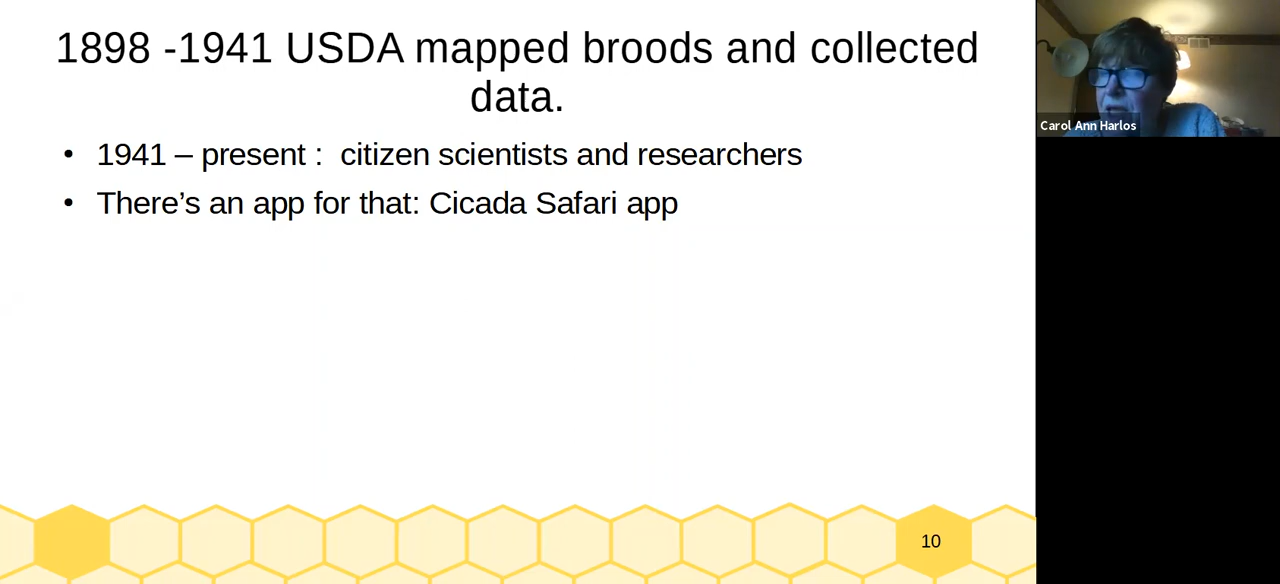 1898 -1941 USDA mapped broods and collected
data.
• 1941 – present :  citizen scientists and researchers
• There’s an app for that: Cicada Safari app
10
Carol Ann Harlos